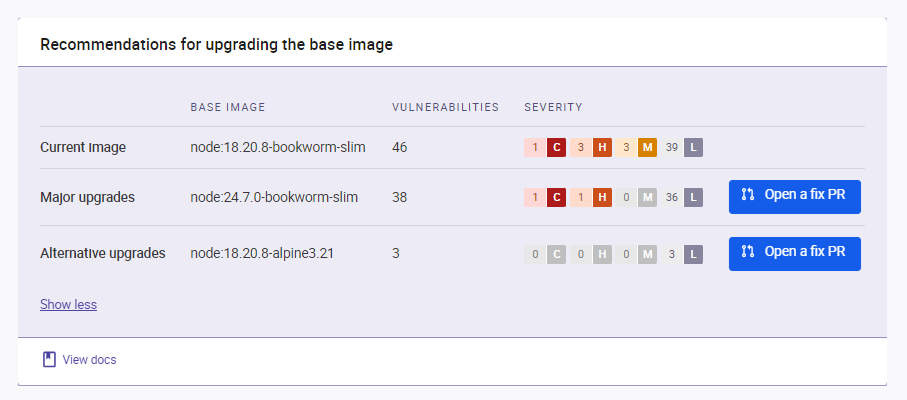 Recommendations for upgrading the base image
BASE IMAGE VULNERABILITIES SEVERITY
Current Image node:18.20.8-bookworm-slim 46 1 C 3 H 3 M 39 L
Major upgrades node:24.7.0-bookworm-slim 38 1 C 1 H 0 M 36 L Open a fix PR
Alternative upgrades node:18.20.8-alpine3.21 3 0 C 0 H 0 M 3 L Open a fix PR
Show less
View docs